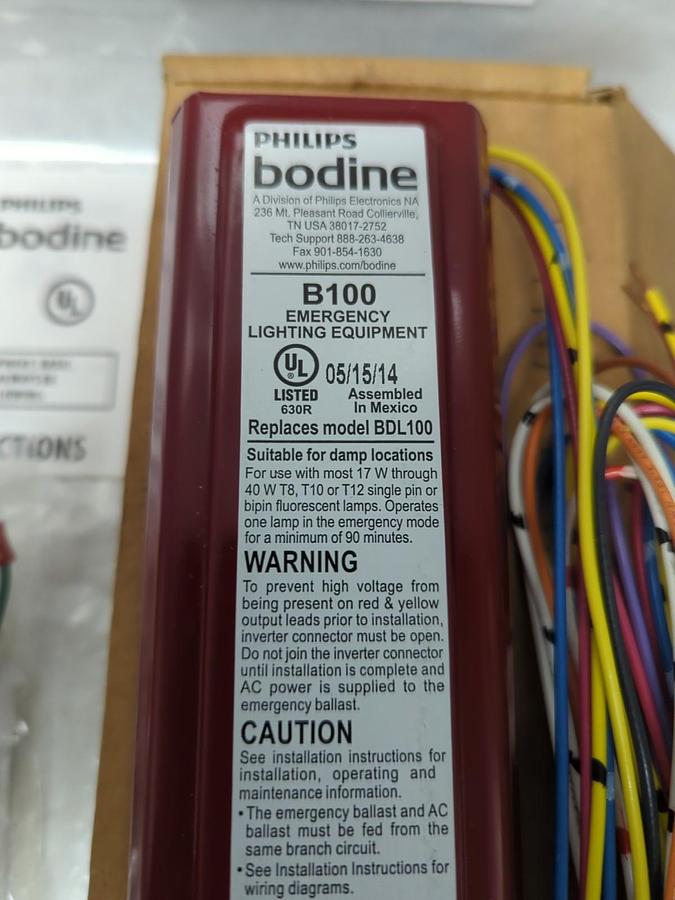 PHILIPS
bodine
A Division of Philips Electronics NA
236 Mt. Pleasant Road Collierville,
TN USA 38017-2752
Tech Support 888-263-4638
Fax 901-854-1630
www.philips.com/bodine
B100
EMERGENCY
LIGHTING EQUIPMENT
UL
®
LISTED
630R
05/15/14
Assembled
In Mexico
Replaces model BDL100
Suitable for damp locations
For use with most 17 W through
40 W T8, T10 or T12 single pin or
bipin fluorescent lamps. Operates
one lamp in the emergency mode
for a minimum of 90 minutes.
WARNING
To prevent high voltage from
being present on red & yellow
output leads prior to installation,
inverter connector must be open.
Do not join the inverter connector
until installation is complete and
AC power is supplied to the
emergency ballast.
CAUTION
See installation instructions for
installation, operating and
maintenance information.
• The emergency ballast and AC
ballast must be fed from the
same branch circuit.
• See Installation Instructions for
wiring diagrams.
PHILIPS
bodine
UL
CTIONS